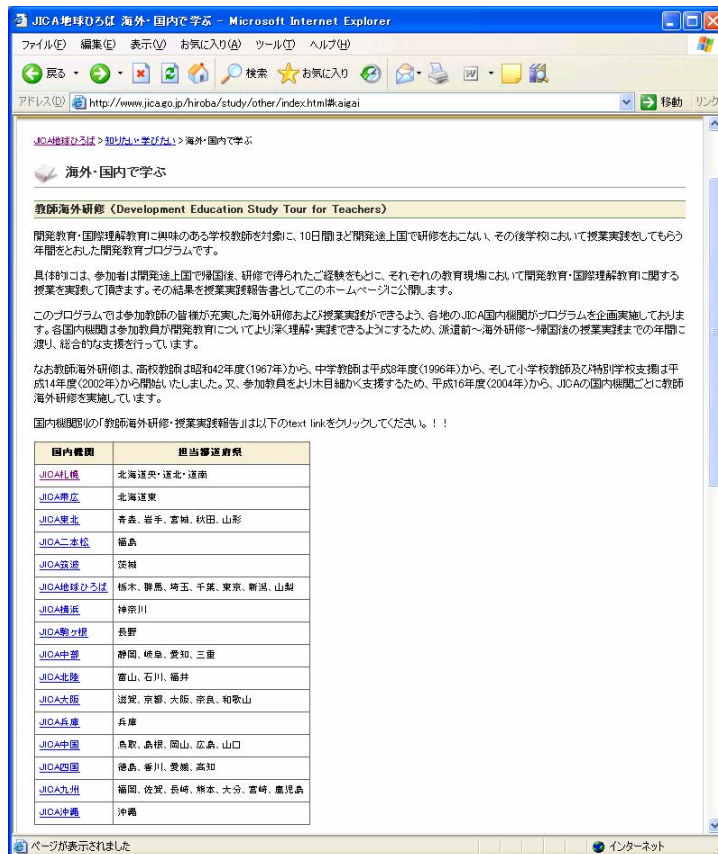 JICA地球ひろば 海外・国内で学ぶ - Microsoft Internet Explorer
ファイル(F) 編集(E) 表示(V) お気に入り(A) ツール(T) ヘルプ(H)
戻る 検索 お気に入り
アドレス(D) http://www.jica.go.jp/hiroba/study/other/index.html#kaigai 移動 リンク
JICA地球ひろば > 知りたい・学びたい > 海外・国内で学ぶ
海外・国内で学ぶ
教師海外研修 (Development Education Study Tour for Teachers)
開発教育・国際理解教育に興味のある学校教師を対象に、10日間ほど開発途上国で研修をおこない、その後学校において授業実践をしてもらう
年間をとおした開発教育プログラムです。
具体的には、参加者は開発途上国で帰国後、研修で得られたご経験をもとに、それぞれの教育現場において開発教育・国際理解教育に関する
授業を実践して頂きます。その結果を授業実践報告書としてこのホームページに公開します。
このプログラムでは参加教師の皆様が充実した海外研修および授業実践ができるよう、各地のJICA国内機関がプログラムを企画実施しておりま
す。各国内機関は参加教員が開発教育についてより深く理解・実践できるようにするため、派遣前～海外研修～帰国後の授業実践までの年間に
渡り、総合的な支援を行っています。
なお教師海外研修は、高校教師は昭和42年度(1967年)から、中学教師は平成8年度(1996年)から、そして小学校教師及び特別学校支援は平
成14年度(2002年)から開始いたしました。又、参加教員をより木目細かく支援するため、平成16年度(2004年)から、JICAの国内機関ごとに教師
海外研修を実施しています。
国内機関別の「教師海外研修・授業実践報告」は以下のtext linkをクリックしてください。！！
国内機関 担当都道府県
JICA札幌 北海道央・道北・道南
JICA帯広 北海道東
JICA東北 青森、岩手、宮城、秋田、山形
JICA二本松 福島
JICA筑波 茨城
JICA地球ひろば 栃木、群馬、埼玉、千葉、東京、新潟、山梨
JICA横浜 神奈川
JICA駒ヶ根 長野
JICA中部 静岡、岐阜、愛知、三重
JICA北陸 富山、石川、福井
JICA大阪 滋賀、京都、大阪、奈良、和歌山
JICA兵庫 兵庫
JICA中国 鳥取、島根、岡山、広島、山口
JICA四国 徳島、香川、愛媛、高知
JICA九州 福岡、佐賀、長崎、熊本、大分、宮崎、鹿児島
JICA沖縄 沖縄
ページが表示されました インターネット